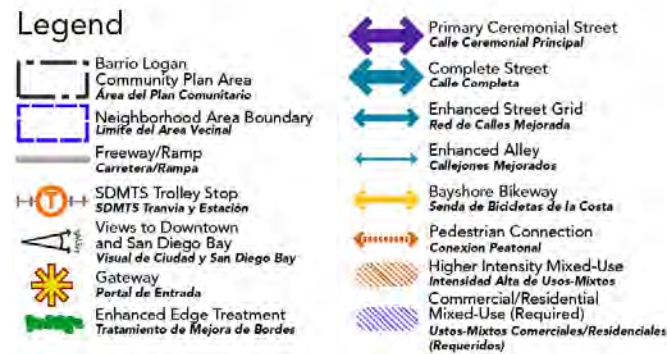 Legend
Barrio Logan
Community Plan Area
Área del Plan Comunitario
Neighborhood Area Boundary
Limite del Area Vecinal
Freeway/Ramp
Carretera/Rampa
T
SDMTS Trolley Stop
SDMTS Tranvia y Estación
Views to Downtown
and San Diego Bay
Visual de Ciudad y San Diego Bay
Gateway
Portal de Entrada
Enhanced Edge Treatment
Tratamiento de Mejora de Bordes
Primary Ceremonial Street
Calle Ceremonial Principal
Complete Street
Calle Completa
Enhanced Street Grid
Red de Calles Mejorada
Enhanced Alley
Callejones Mejorados
Bayshore Bikeway
Senda de Bicicletas de la Costa
Pedestrian Connection
Conexion Peatonal
Higher Intensity Mixed-Use
Intensidad Alta de Usos-Mixtos
Commercial/Residential
Mixed-Use (Required)
Ustos-Mixtos Comerciales/Residenciales
(Requeridos)